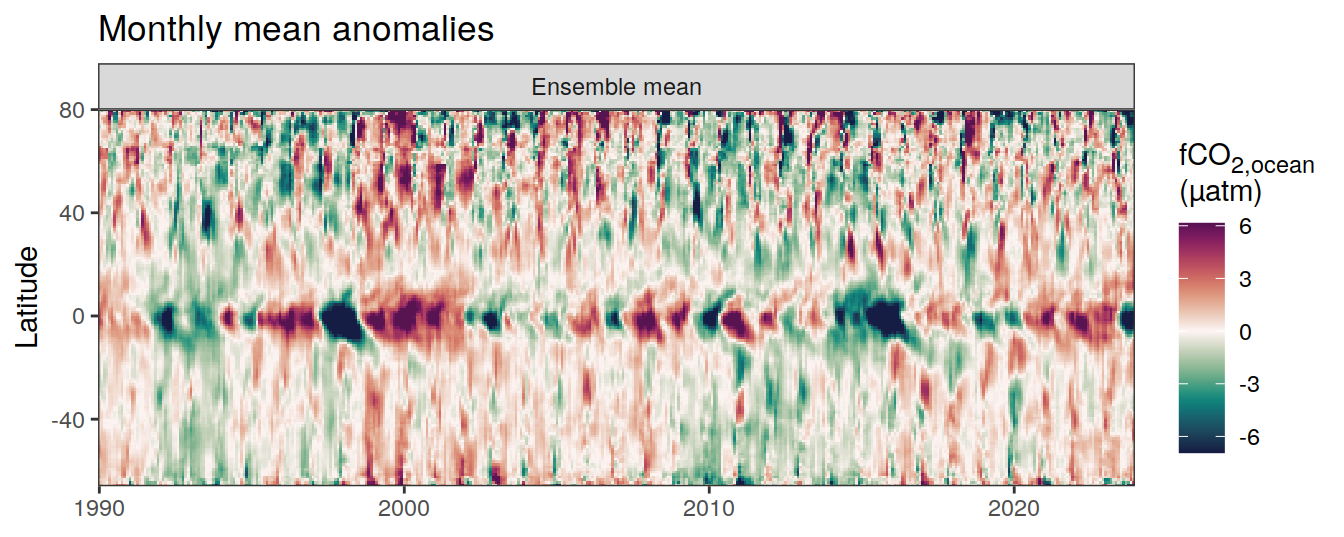 Monthly mean anomalies
Ensemble mean
80
40
0
-40
Latitude
1990 2000 2010 2020
fCO2,ocean
(µatm)
6
3
0
-3
-6